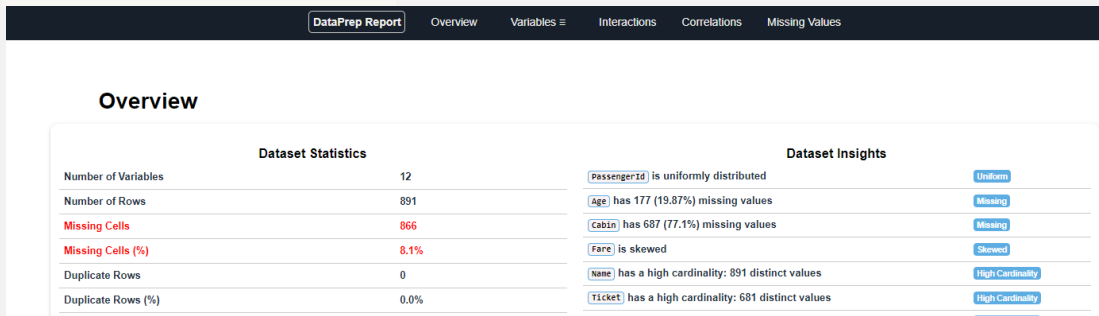 DataPrep Report Overview Variables ≡ Interactions Correlations Missing Values
Overview
Dataset Statistics
Number of Variables 12
Number of Rows 891
Missing Cells 866
Missing Cells (%) 8.1%
Duplicate Rows 0
Duplicate Rows (%) 0.0%
Dataset Insights
PassengerId is uniformly distributed Uniform
Age has 177 (19.87%) missing values Missing
Cabin has 687 (77.1%) missing values Missing
Fare is skewed Skewed
Name has a high cardinality: 891 distinct values High Cardinality
Ticket has a high cardinality: 681 distinct values High Cardinality